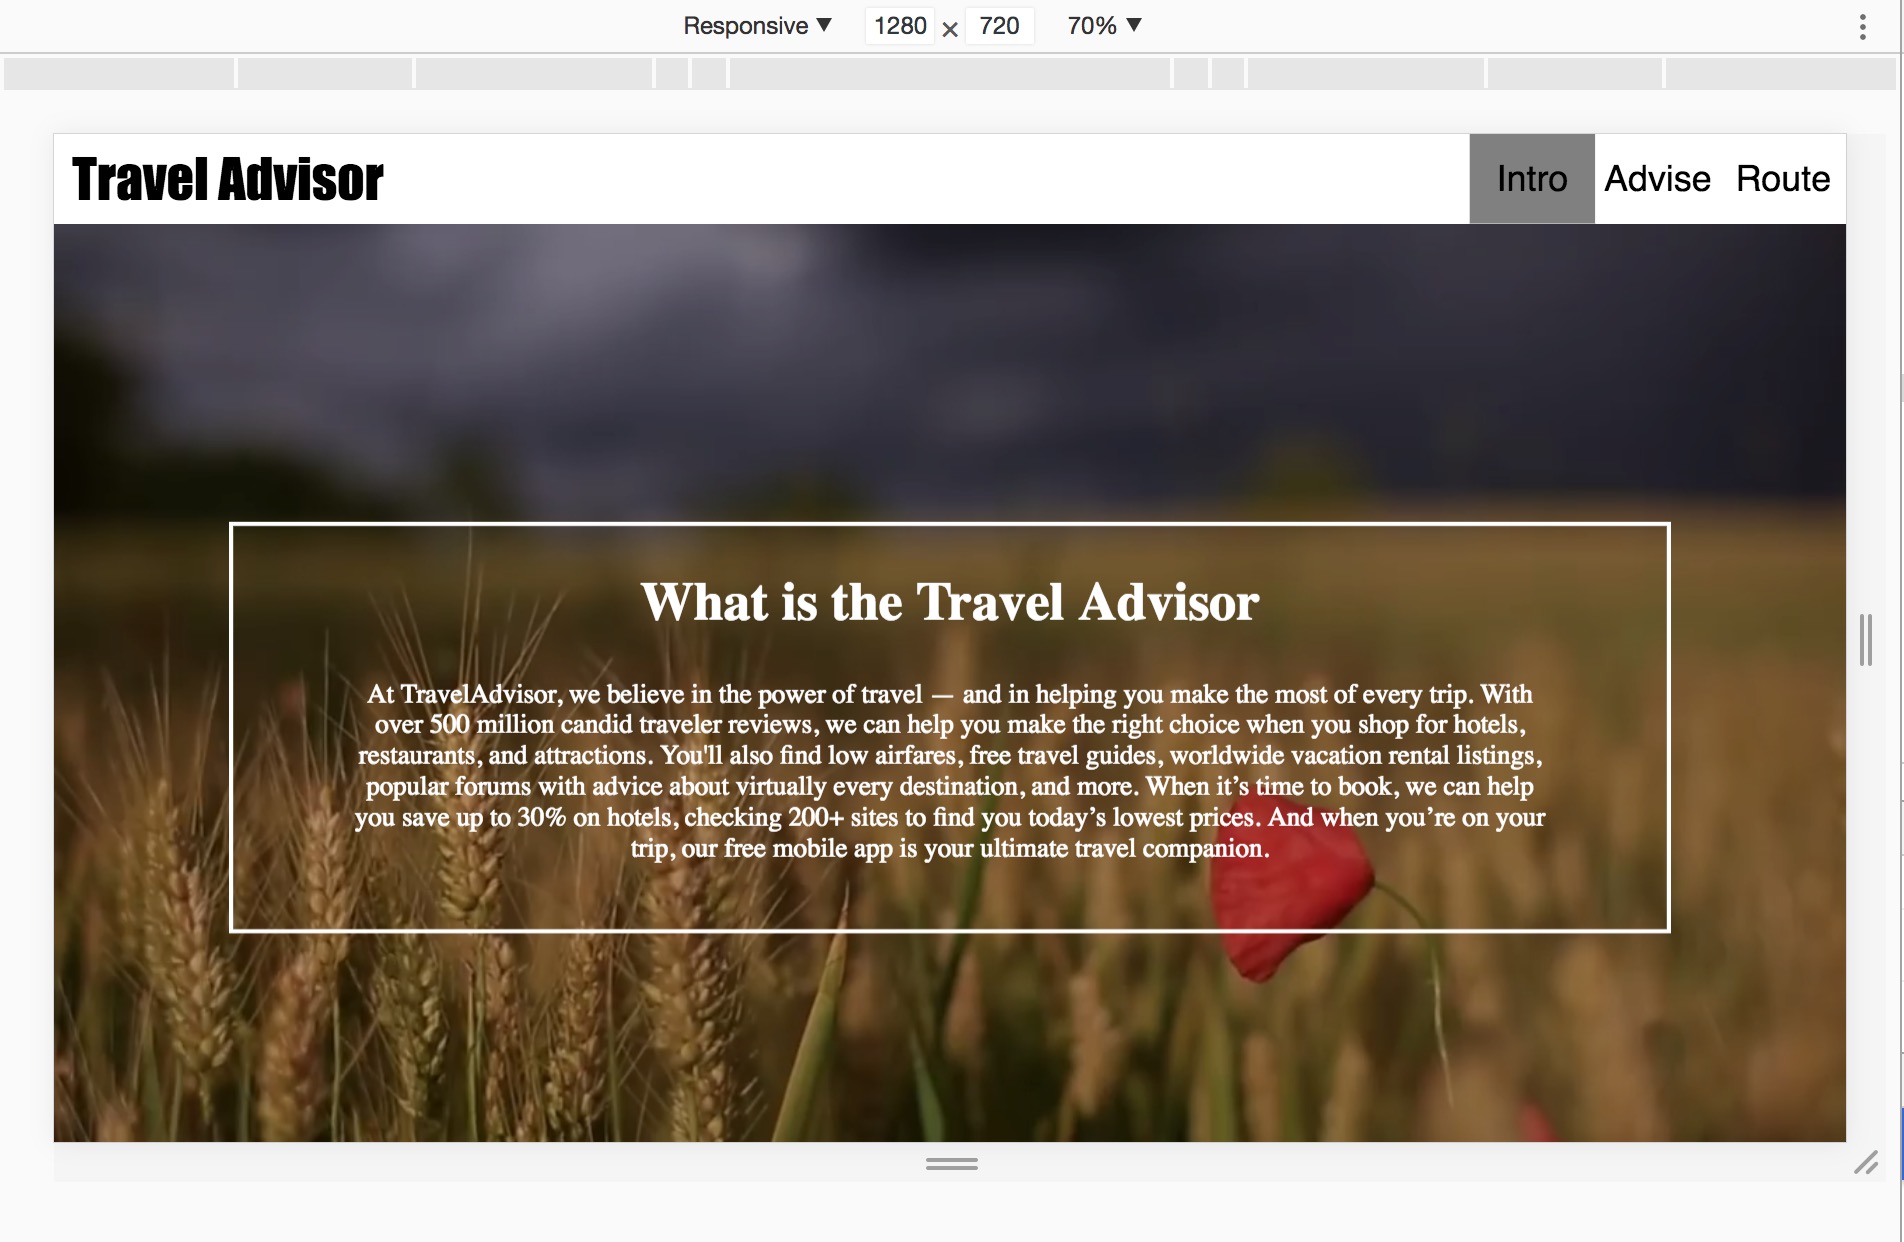 Responsive ▼ 1280 × 720 70% ▼
Travel Advisor
Intro Advise Route
What is the Travel Advisor
At TravelAdvisor, we believe in the power of travel — and in helping you make the most of every trip. With
over 500 million candid traveler reviews, we can help you make the right choice when you shop for hotels,
restaurants, and attractions. You'll also find low airfares, free travel guides, worldwide vacation rental listings,
popular forums with advice about virtually every destination, and more. When it’s time to book, we can help
you save up to 30% on hotels, checking 200+ sites to find you today’s lowest prices. And when you’re on your
trip, our free mobile app is your ultimate travel companion.